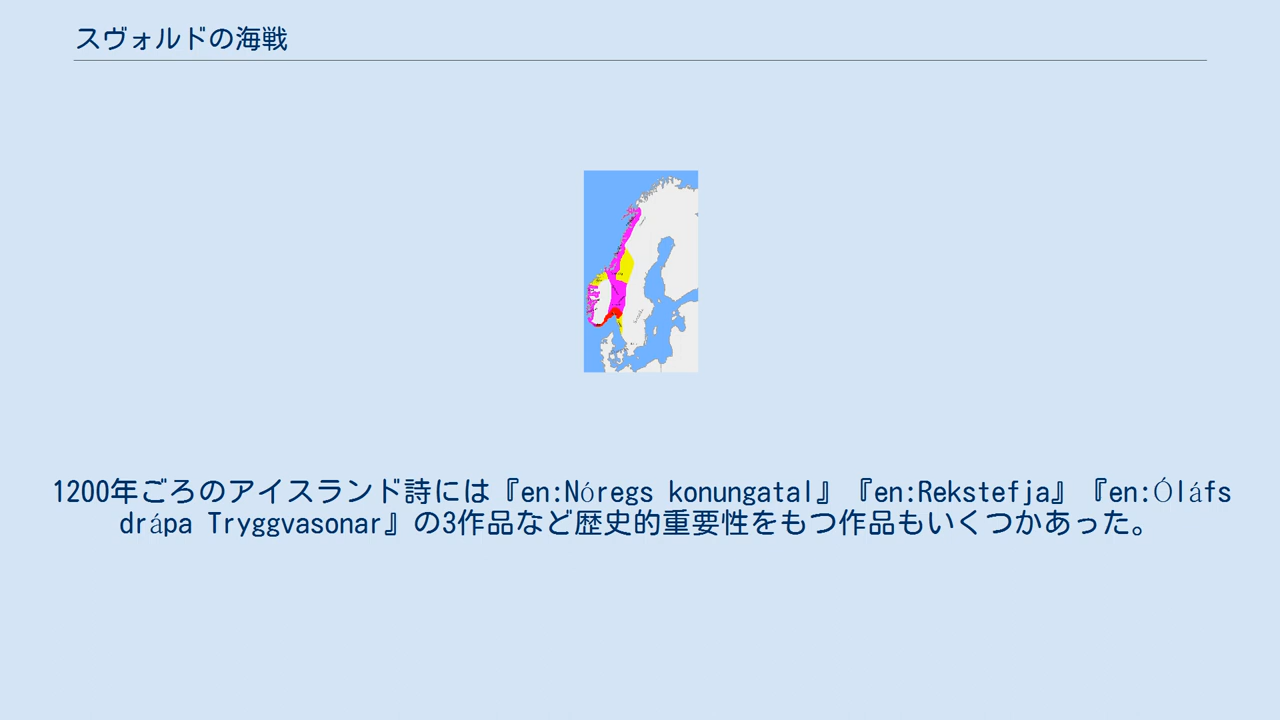 スヴォルドの海戦
1200年ごろのアイスランド詩には『en:Nóregs konungatal』『en:Rekstefja』『en:Óláfs
drápa Tryggvasonar』の3作品など歴史的重要性をもつ作品もいくつかあった。